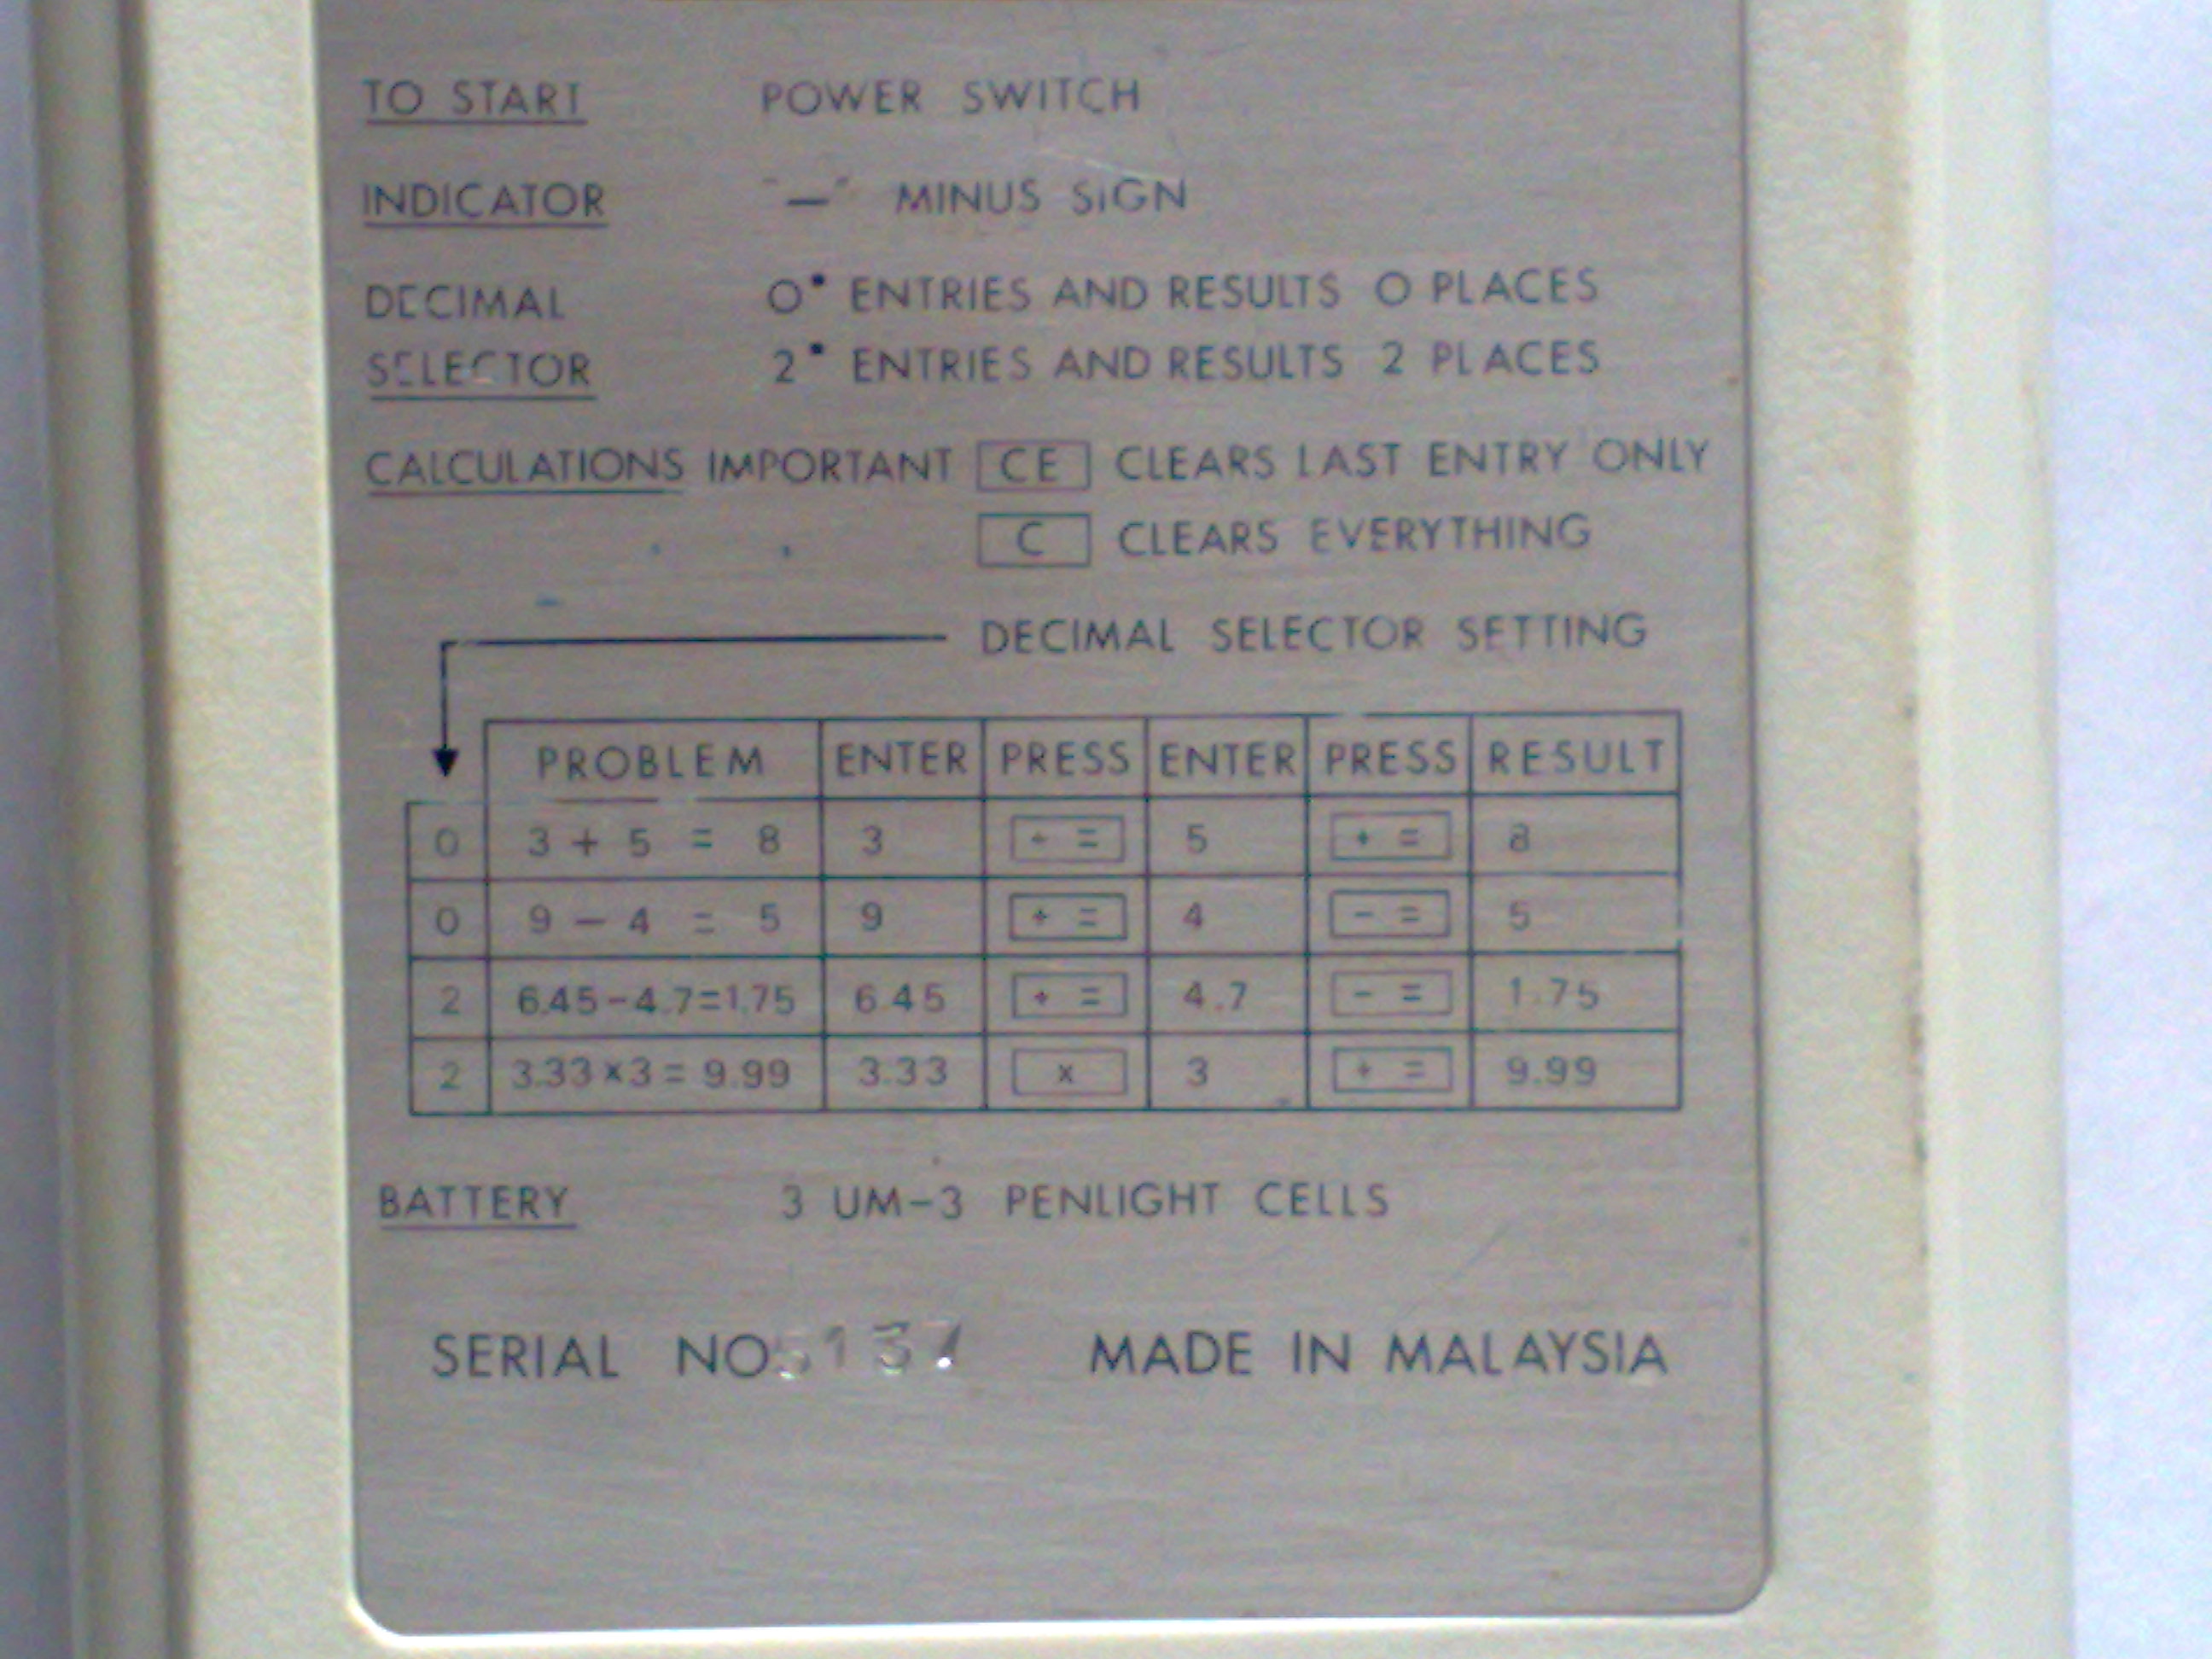 TO START POWER SWITCH
INDICATOR "—" MINUS SIGN
DECIMAL 0• ENTRIES AND RESULTS 0 PLACES
SELECTOR 2• ENTRIES AND RESULTS 2 PLACES
CALCULATIONS IMPORTANT CE CLEARS LAST ENTRY ONLY
C CLEARS EVERYTHING
DECIMAL SELECTOR SETTING
PROBLEM ENTER PRESS ENTER PRESS RESULT
0 3 + 5 = 8 3 + = 5 + = 8
0 9 — 4 = 5 9 + = 4 - = 5
2 6.45-4.7=1.75 6.45 + = 4.7 - = 1.75
2 3.33x3= 9.99 3.33 x 3 + = 9.99
BATTERY 3 UM-3 PENLIGHT CELLS
SERIAL NO 5137 MADE IN MALAYSIA